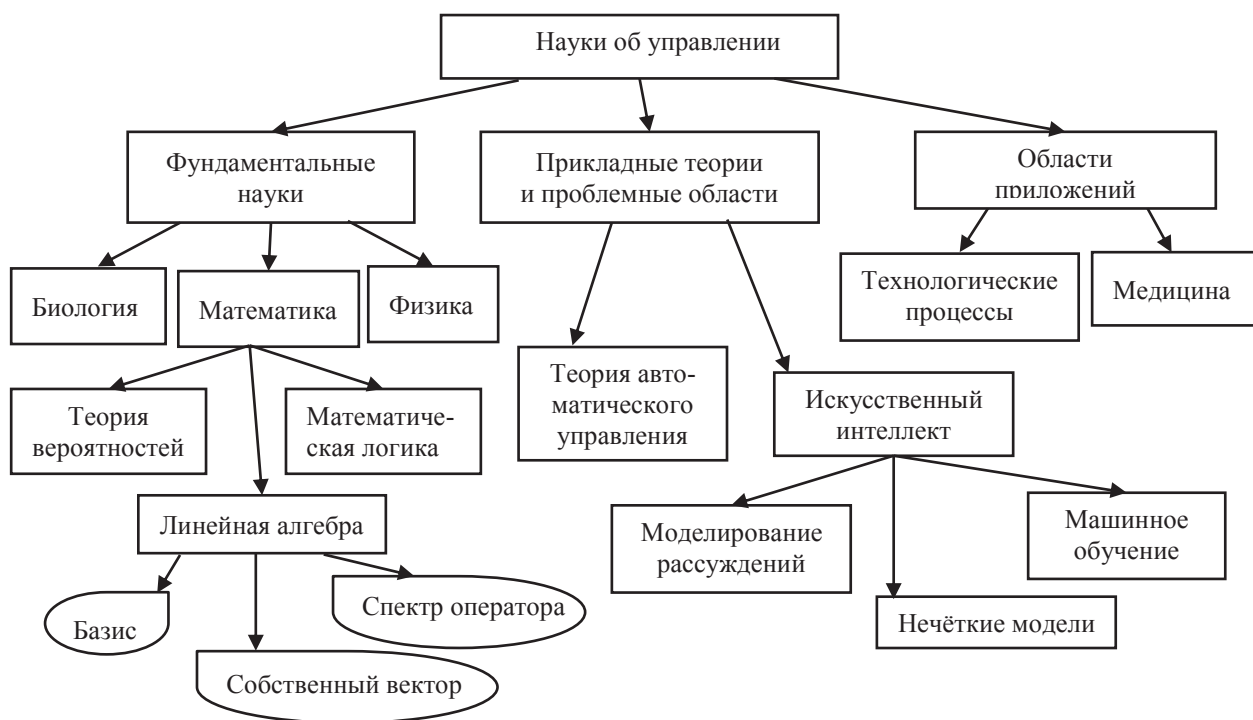 Науки об управлении
Фундаментальные
науки
Прикладные теории
и проблемные области
Области
приложений
Биология
Математика
Физика
Технологические
процессы
Медицина
Теория
вероятностей
Математиче-
ская логика
Теория авто-
матического
управления
Искусственный
интеллект
Линейная алгебра
Моделирование
рассуждений
Машинное
обучение
Базис
Спектр оператора
Нечёткие модели
Собственный вектор